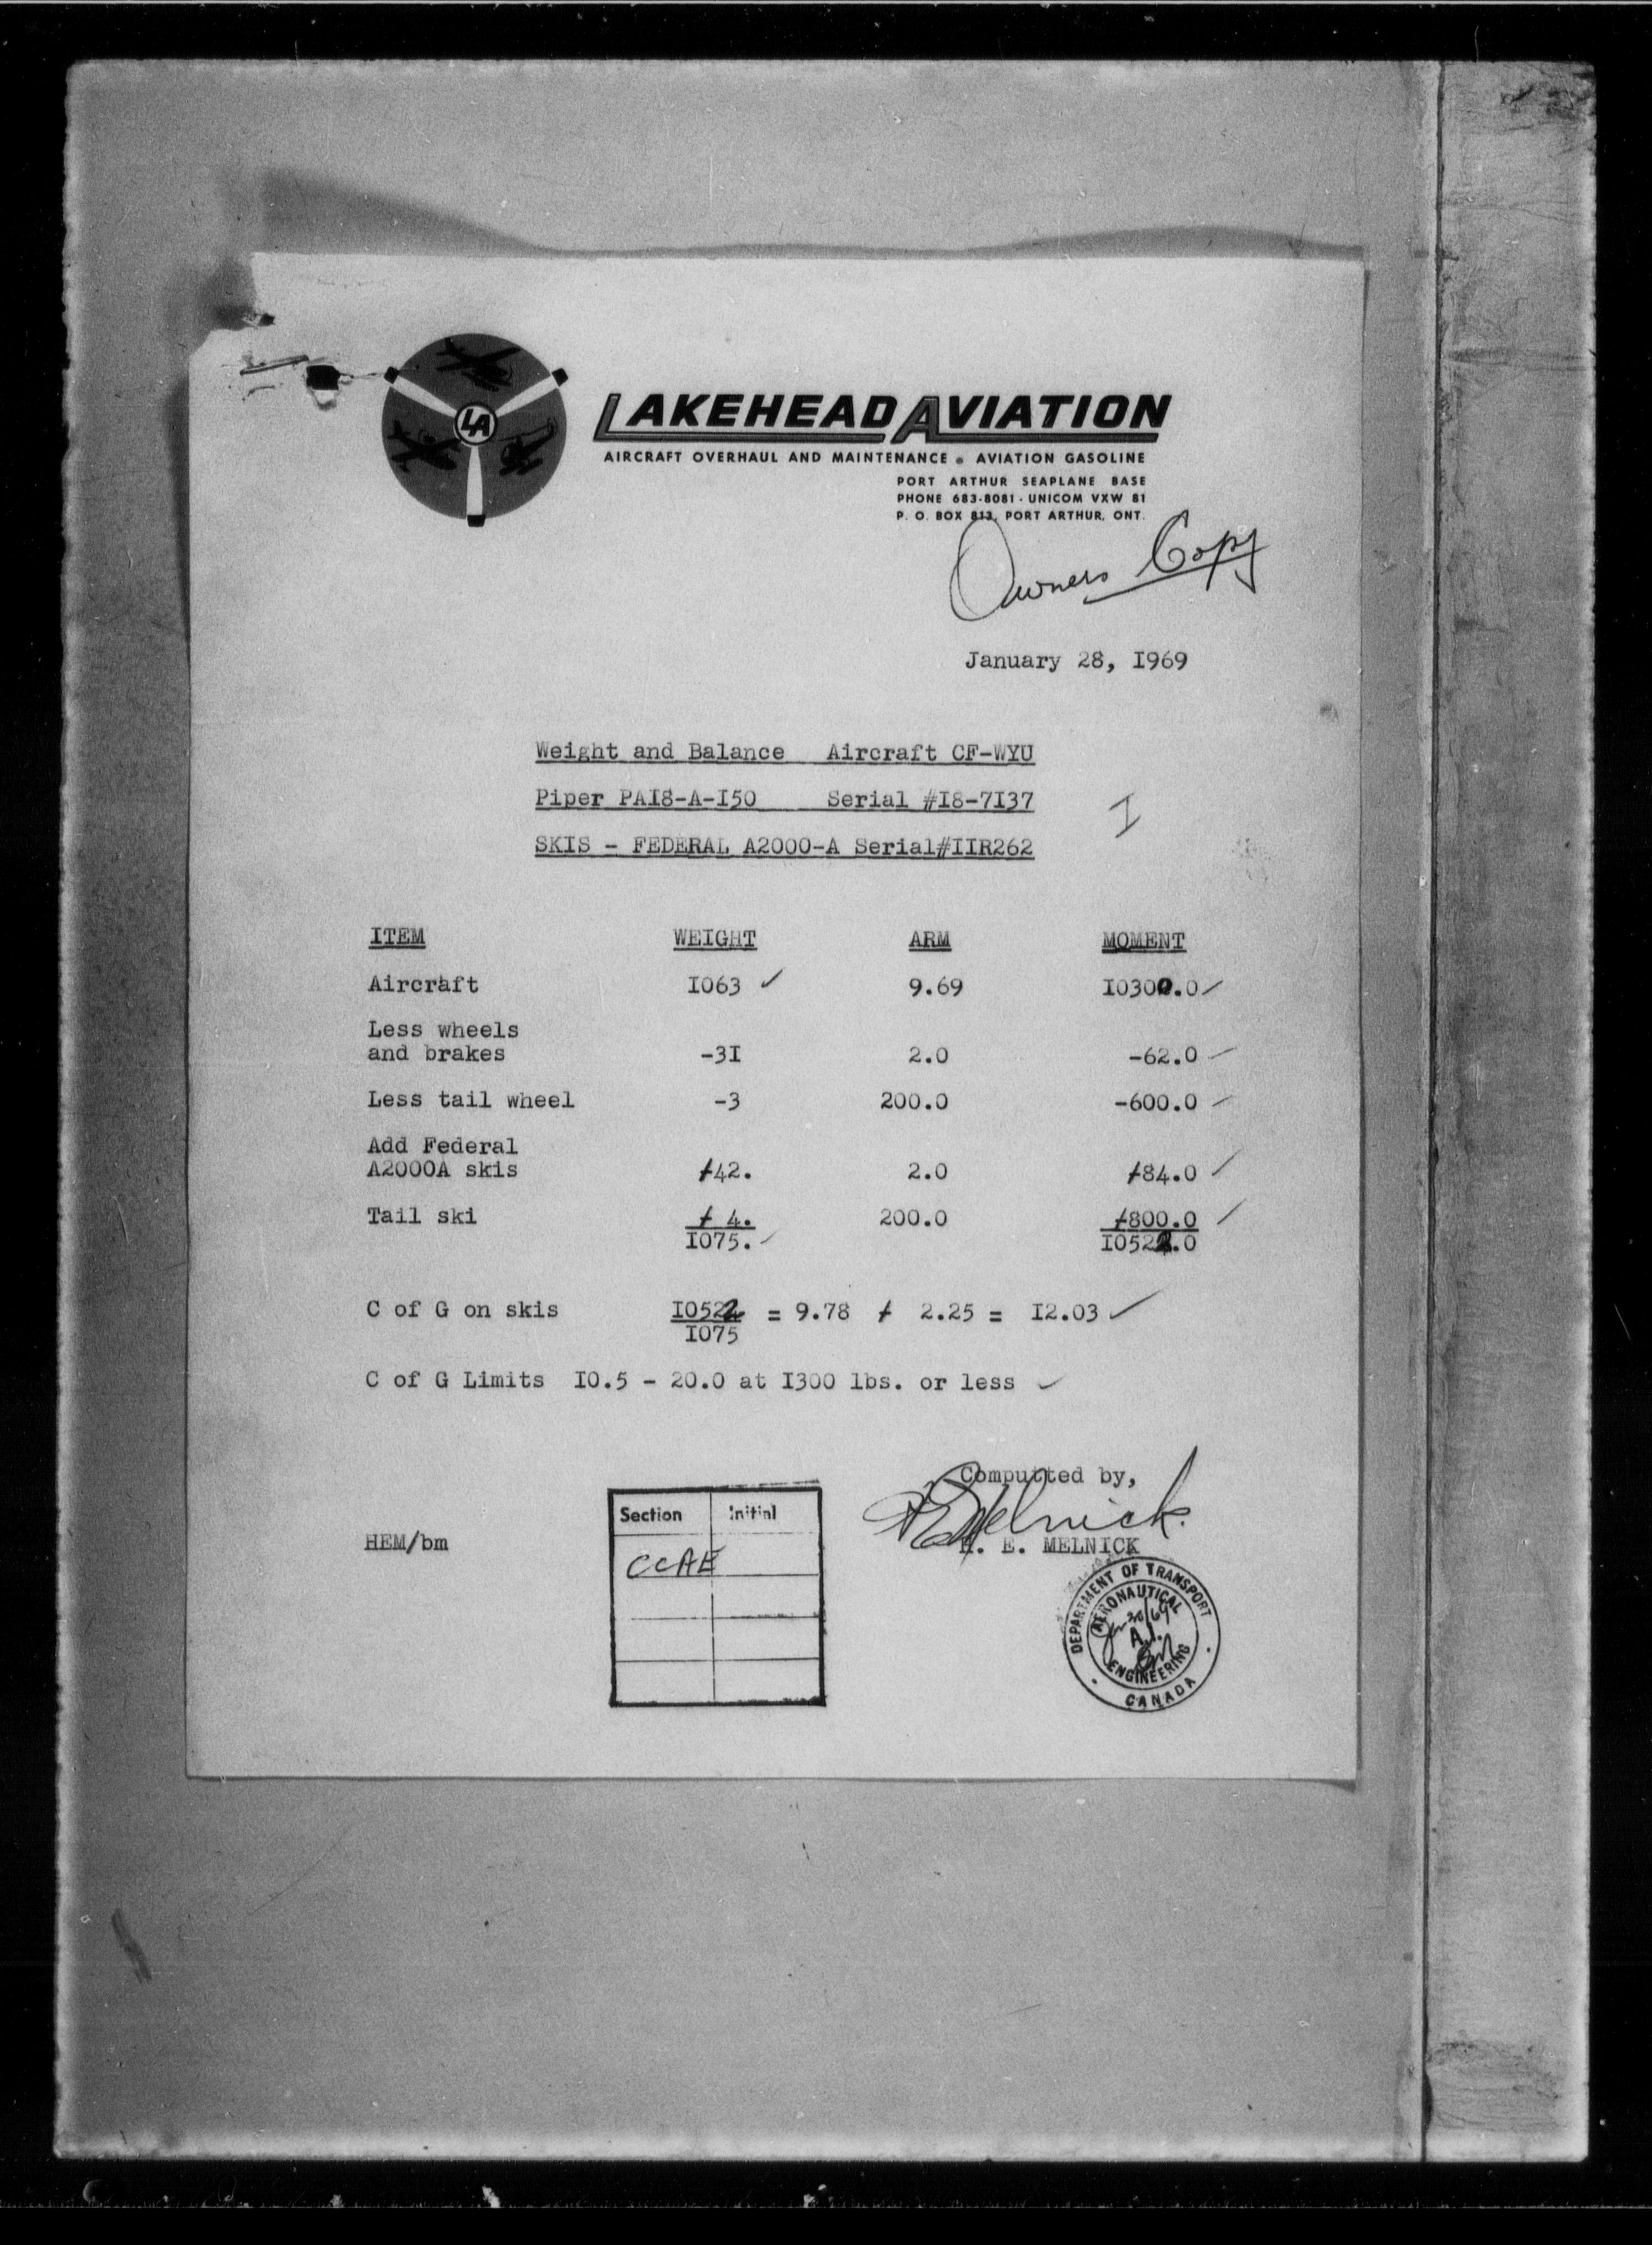 LA
LAKEHEAD AVIATION
AIRCRAFT OVERHAUL AND MAINTENANCE • AVIATION GASOLINE
PORT ARTHUR SEAPLANE BASE
PHONE 683-8081 - UNICOM VXW 81
P. O. BOX 813, PORT ARTHUR, ONT.
Owners Copy
January 28, I969
Weight and Balance Aircraft CF-WYU
Piper PAI8-A-I50 Serial #I8-7I37
I
SKIS - FEDERAL A2000-A Serial#IIR262
ITEM WEIGHT ARM MOMENT
Aircraft I063 ✓ 9.69 I0300.0 ✓
Less wheels
and brakes -3I 2.0 -62.0 ✓
Less tail wheel -3 200.0 -600.0 ✓
Add Federal
A2000A skis +42. 2.0 +84.0 ✓
Tail ski + 4. 200.0 +800.0 ✓
I075. ✓ I0522.0
C of G on skis I0522 = 9.78 + 2.25 = I2.03 ✓
I075
C of G Limits I0.5 - 20.0 at I300 lbs. or less ✓
Computted by,
HEMelnick.
H. E. MELNICK
HEM/bm
Section Initial
CCAE
DEPARTMENT OF TRANSPORT
AERONAUTICAL
Jan 30/69
A.I.
ENGINEERING
CANADA